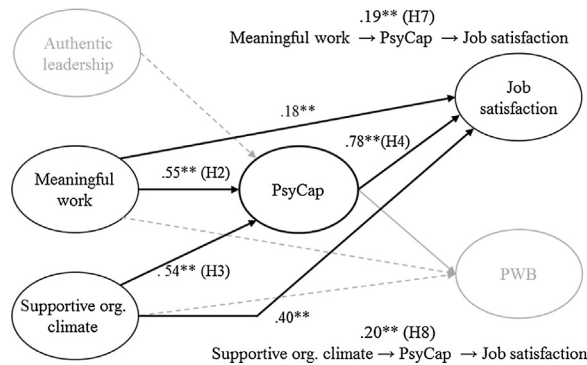 .19** (H7)
Meaningful work → PsyCap → Job satisfaction
Authentic
leadership
Job
satisfaction
.18**
.78**(H4)
.55** (H2)
Meaningful
work
PsyCap
.54** (H3)
PWB
Supportive org.
climate
.40**
.20** (H8)
Supportive org. climate → PsyCap → Job satisfaction